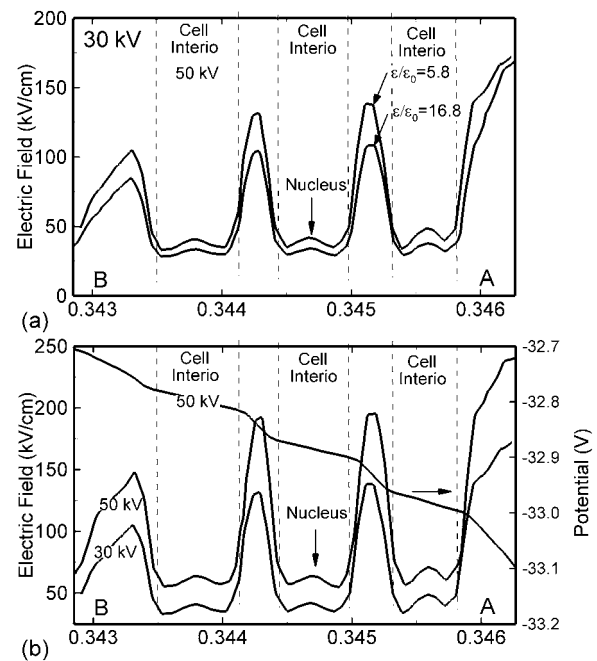 30 kV
Cell
Interio
50 kV
Cell
Interio
Cell
Interio
ε/ε0=5.8
ε/ε0=16.8
Nucleus
B
A
Electric Field (kV/cm)
200
150
100
50
0
0.343
0.344
0.345
0.346
(a)
Cell
Interio
50 kV
Cell
Interio
Cell
Interio
Nucleus
50 kV
30 kV
B
A
Electric Field (kV/cm)
250
200
150
100
50
-32.7
-32.8
-32.9
-33.0
-33.1
-33.2
Potential (V)
0.343
0.344
0.345
0.346
(b)